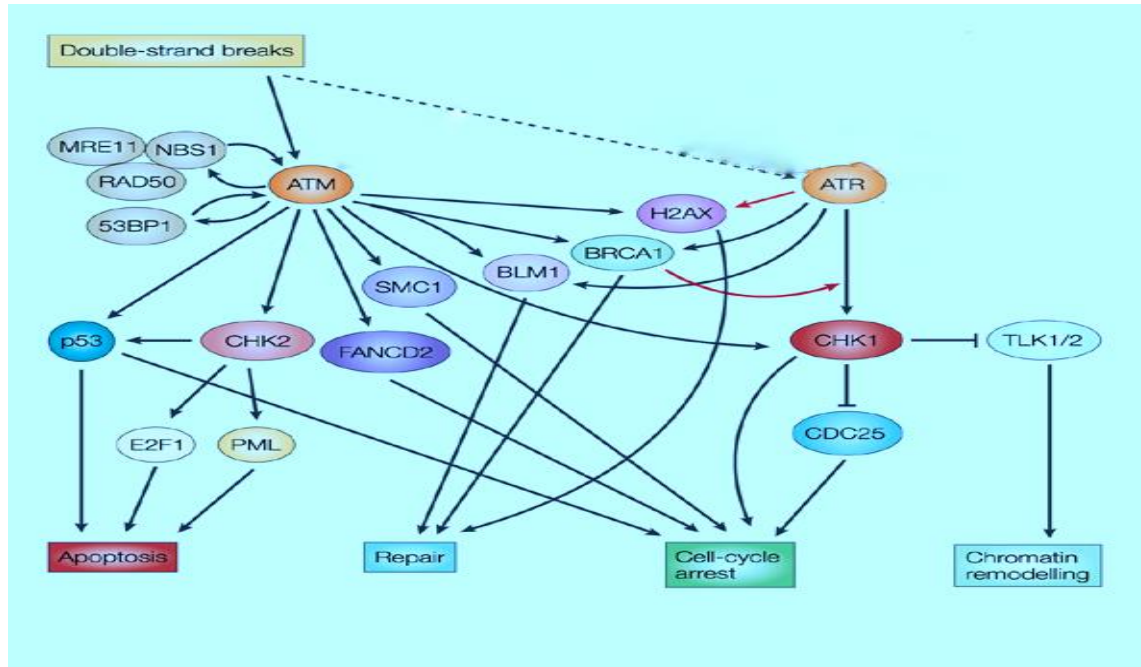 Double-strand breaks
MRE11
NBS1
RAD50
ATM
ATR
53BP1
H2AX
BRCA1
BLM1
SMC1
p53
CHK2
FANCD2
CHK1
TLK1/2
E2F1
PML
CDC25
Apoptosis
Repair
Cell-cycle
arrest
Chromatin
remodelling